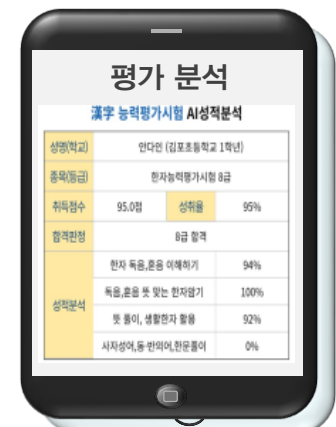 평가 분석
漢字 능력평가시험 AI성적분석
성명(학교) 안다인 (김포초등학교 1학년)
종목(등급) 한자능력평가시험 8급
취득점수 95.0점 성취율 95%
합격판정 8급 합격
성적분석
한자 독음,훈음 이해하기 94%
독음,훈음 뜻 맞는 한자암기 100%
뜻 풀이, 생활한자 활용 92%
사자성어,동·반의어,한문풀이 0%